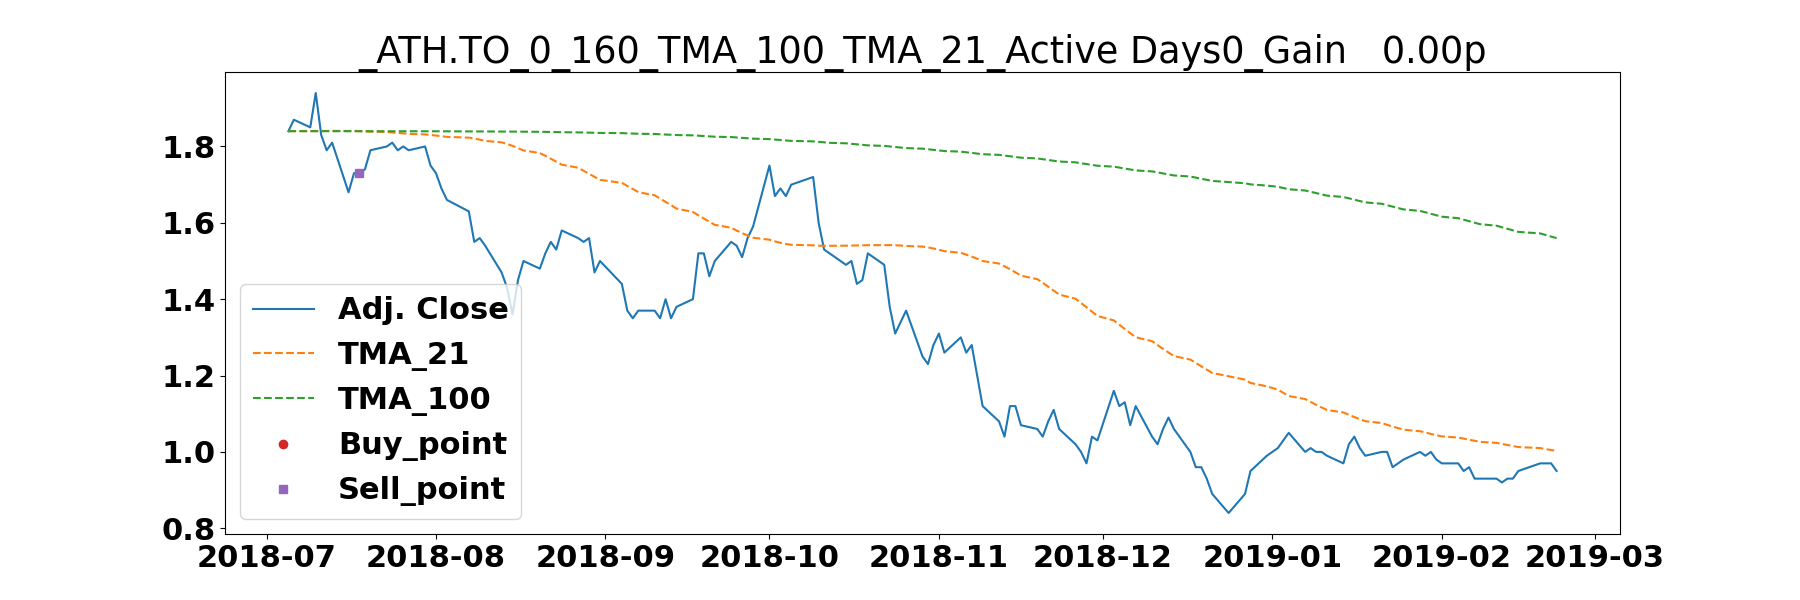 _ATH.TO_0_160_TMA_100_TMA_21_Active Days0_Gain   0.00p
1.8
1.6
1.4
1.2
1.0
0.8
Adj. Close
TMA_21
TMA_100
Buy_point
Sell_point
2018-07 2018-08 2018-09 2018-10 2018-11 2018-12 2019-01 2019-02 2019-03